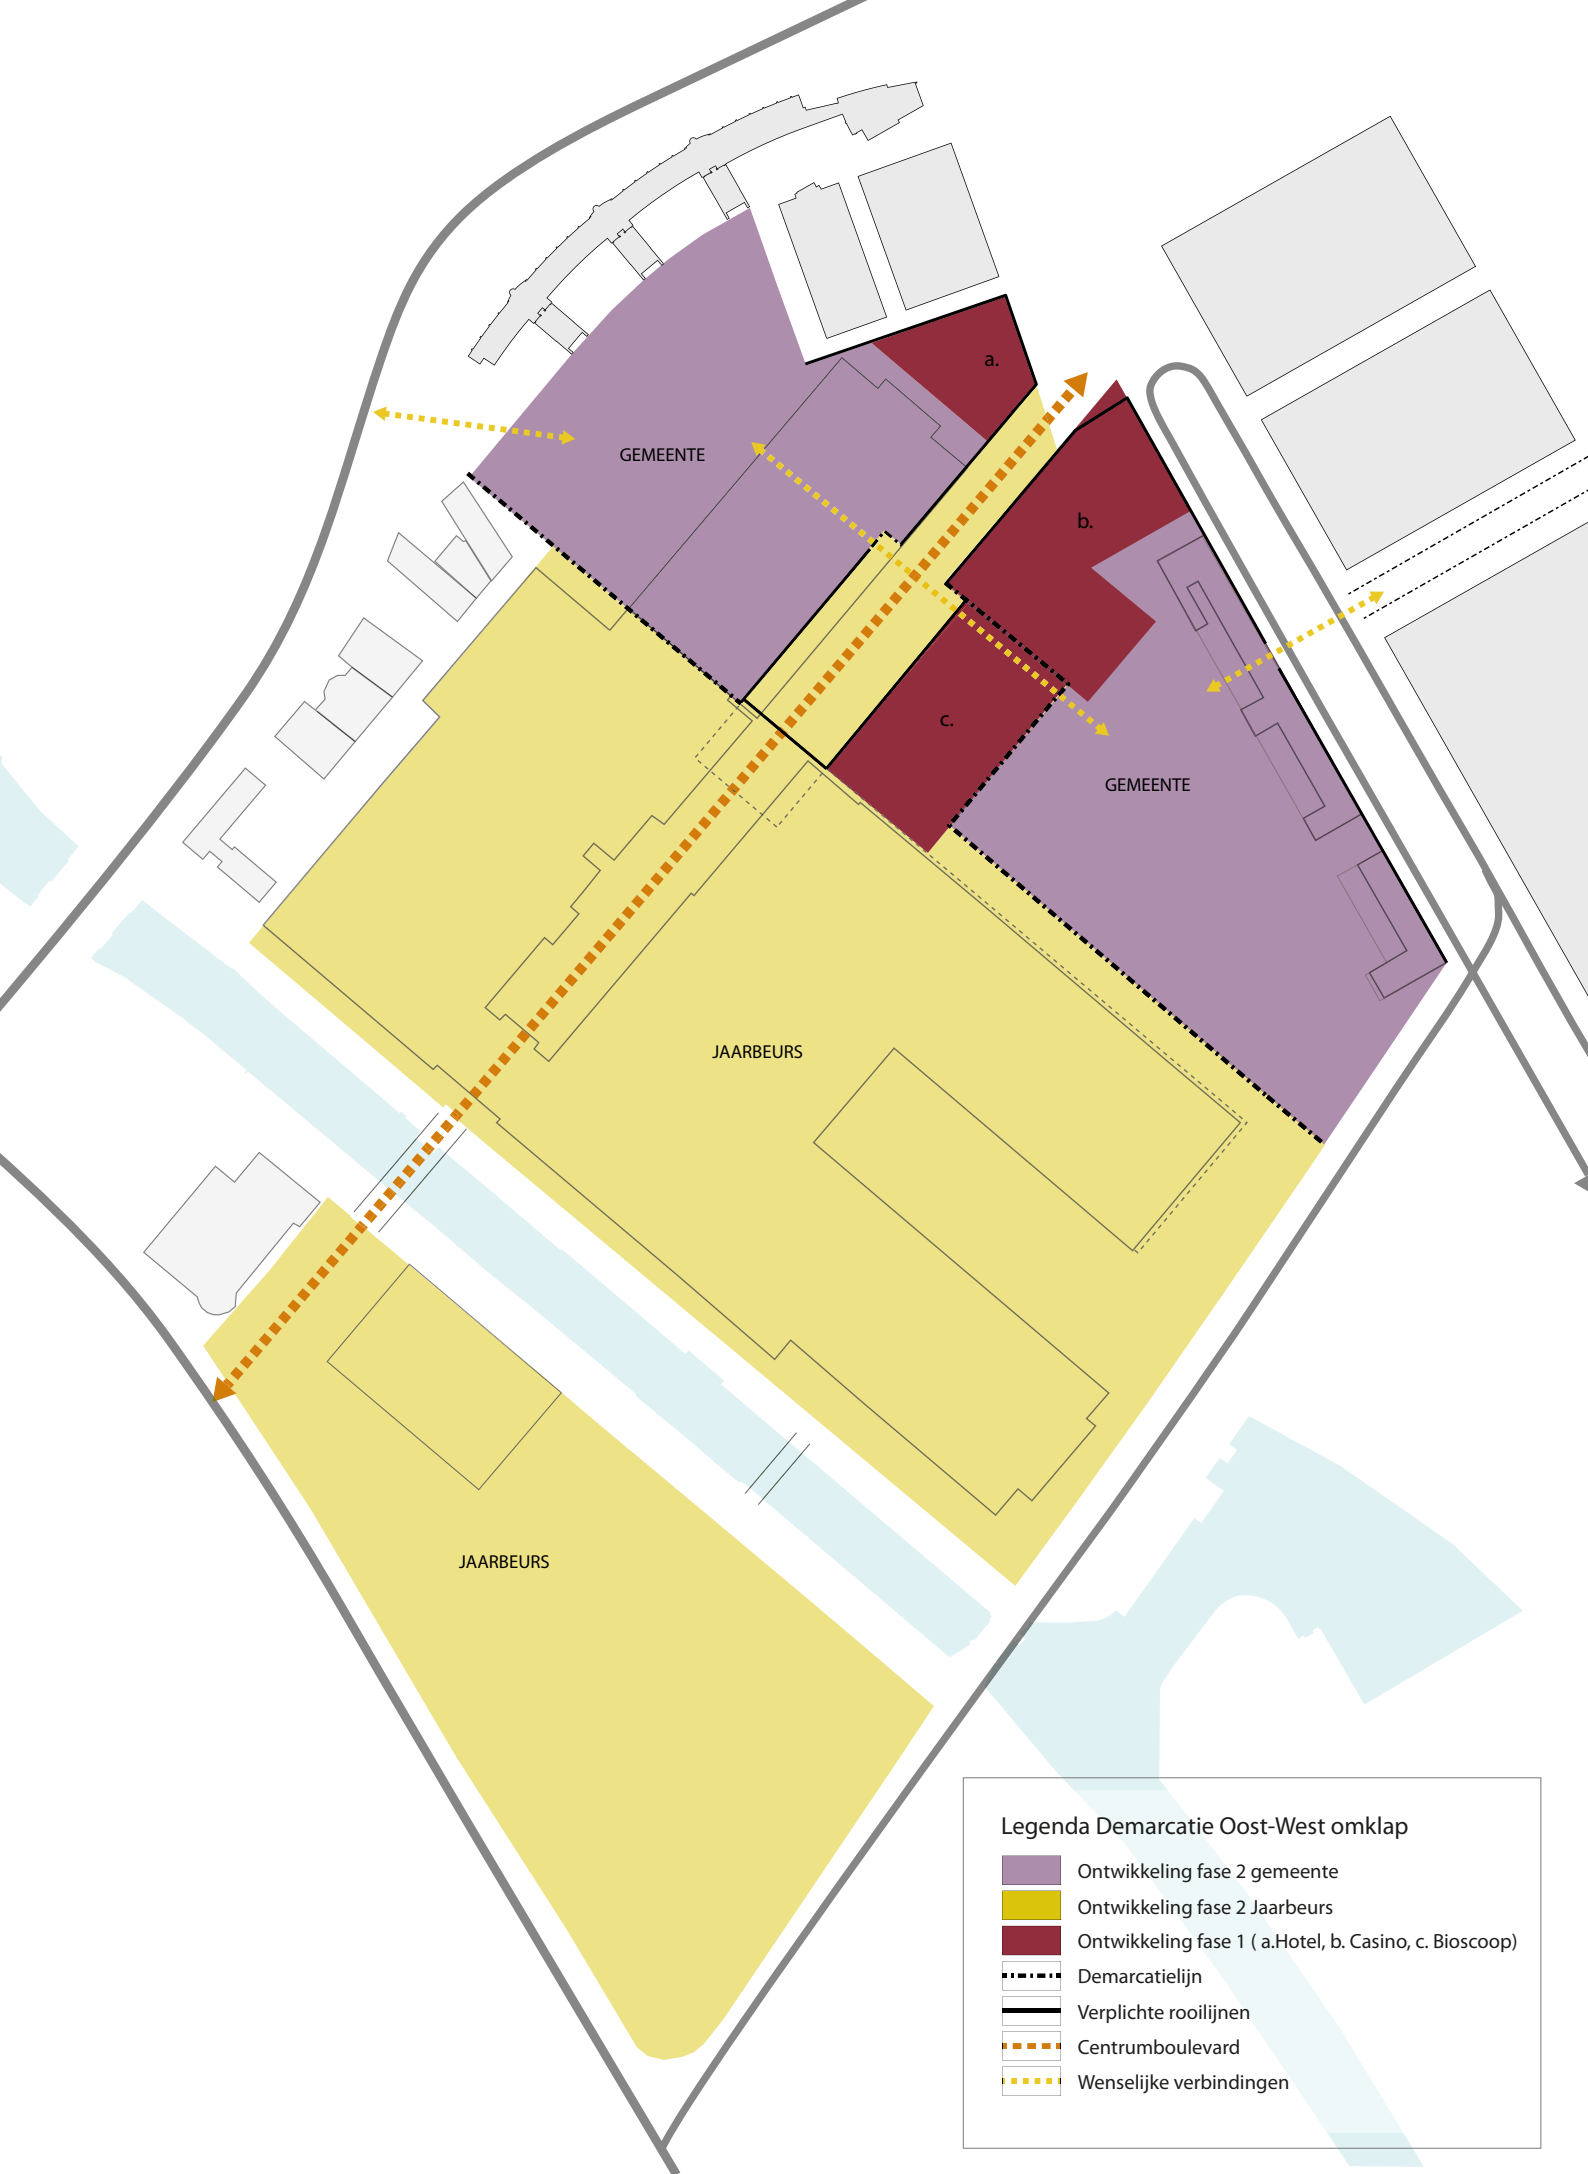 a.
GEMEENTE
b.
c.
GEMEENTE
JAARBEURS
JAARBEURS
Legenda Demarcatie Oost-West omklap
Ontwikkeling fase 2 gemeente
Ontwikkeling fase 2 Jaarbeurs
Ontwikkeling fase 1 ( a.Hotel, b. Casino, c. Bioscoop)
Demarcatielijn
Verplichte rooilijnen
Centrumboulevard
Wenselijke verbindingen